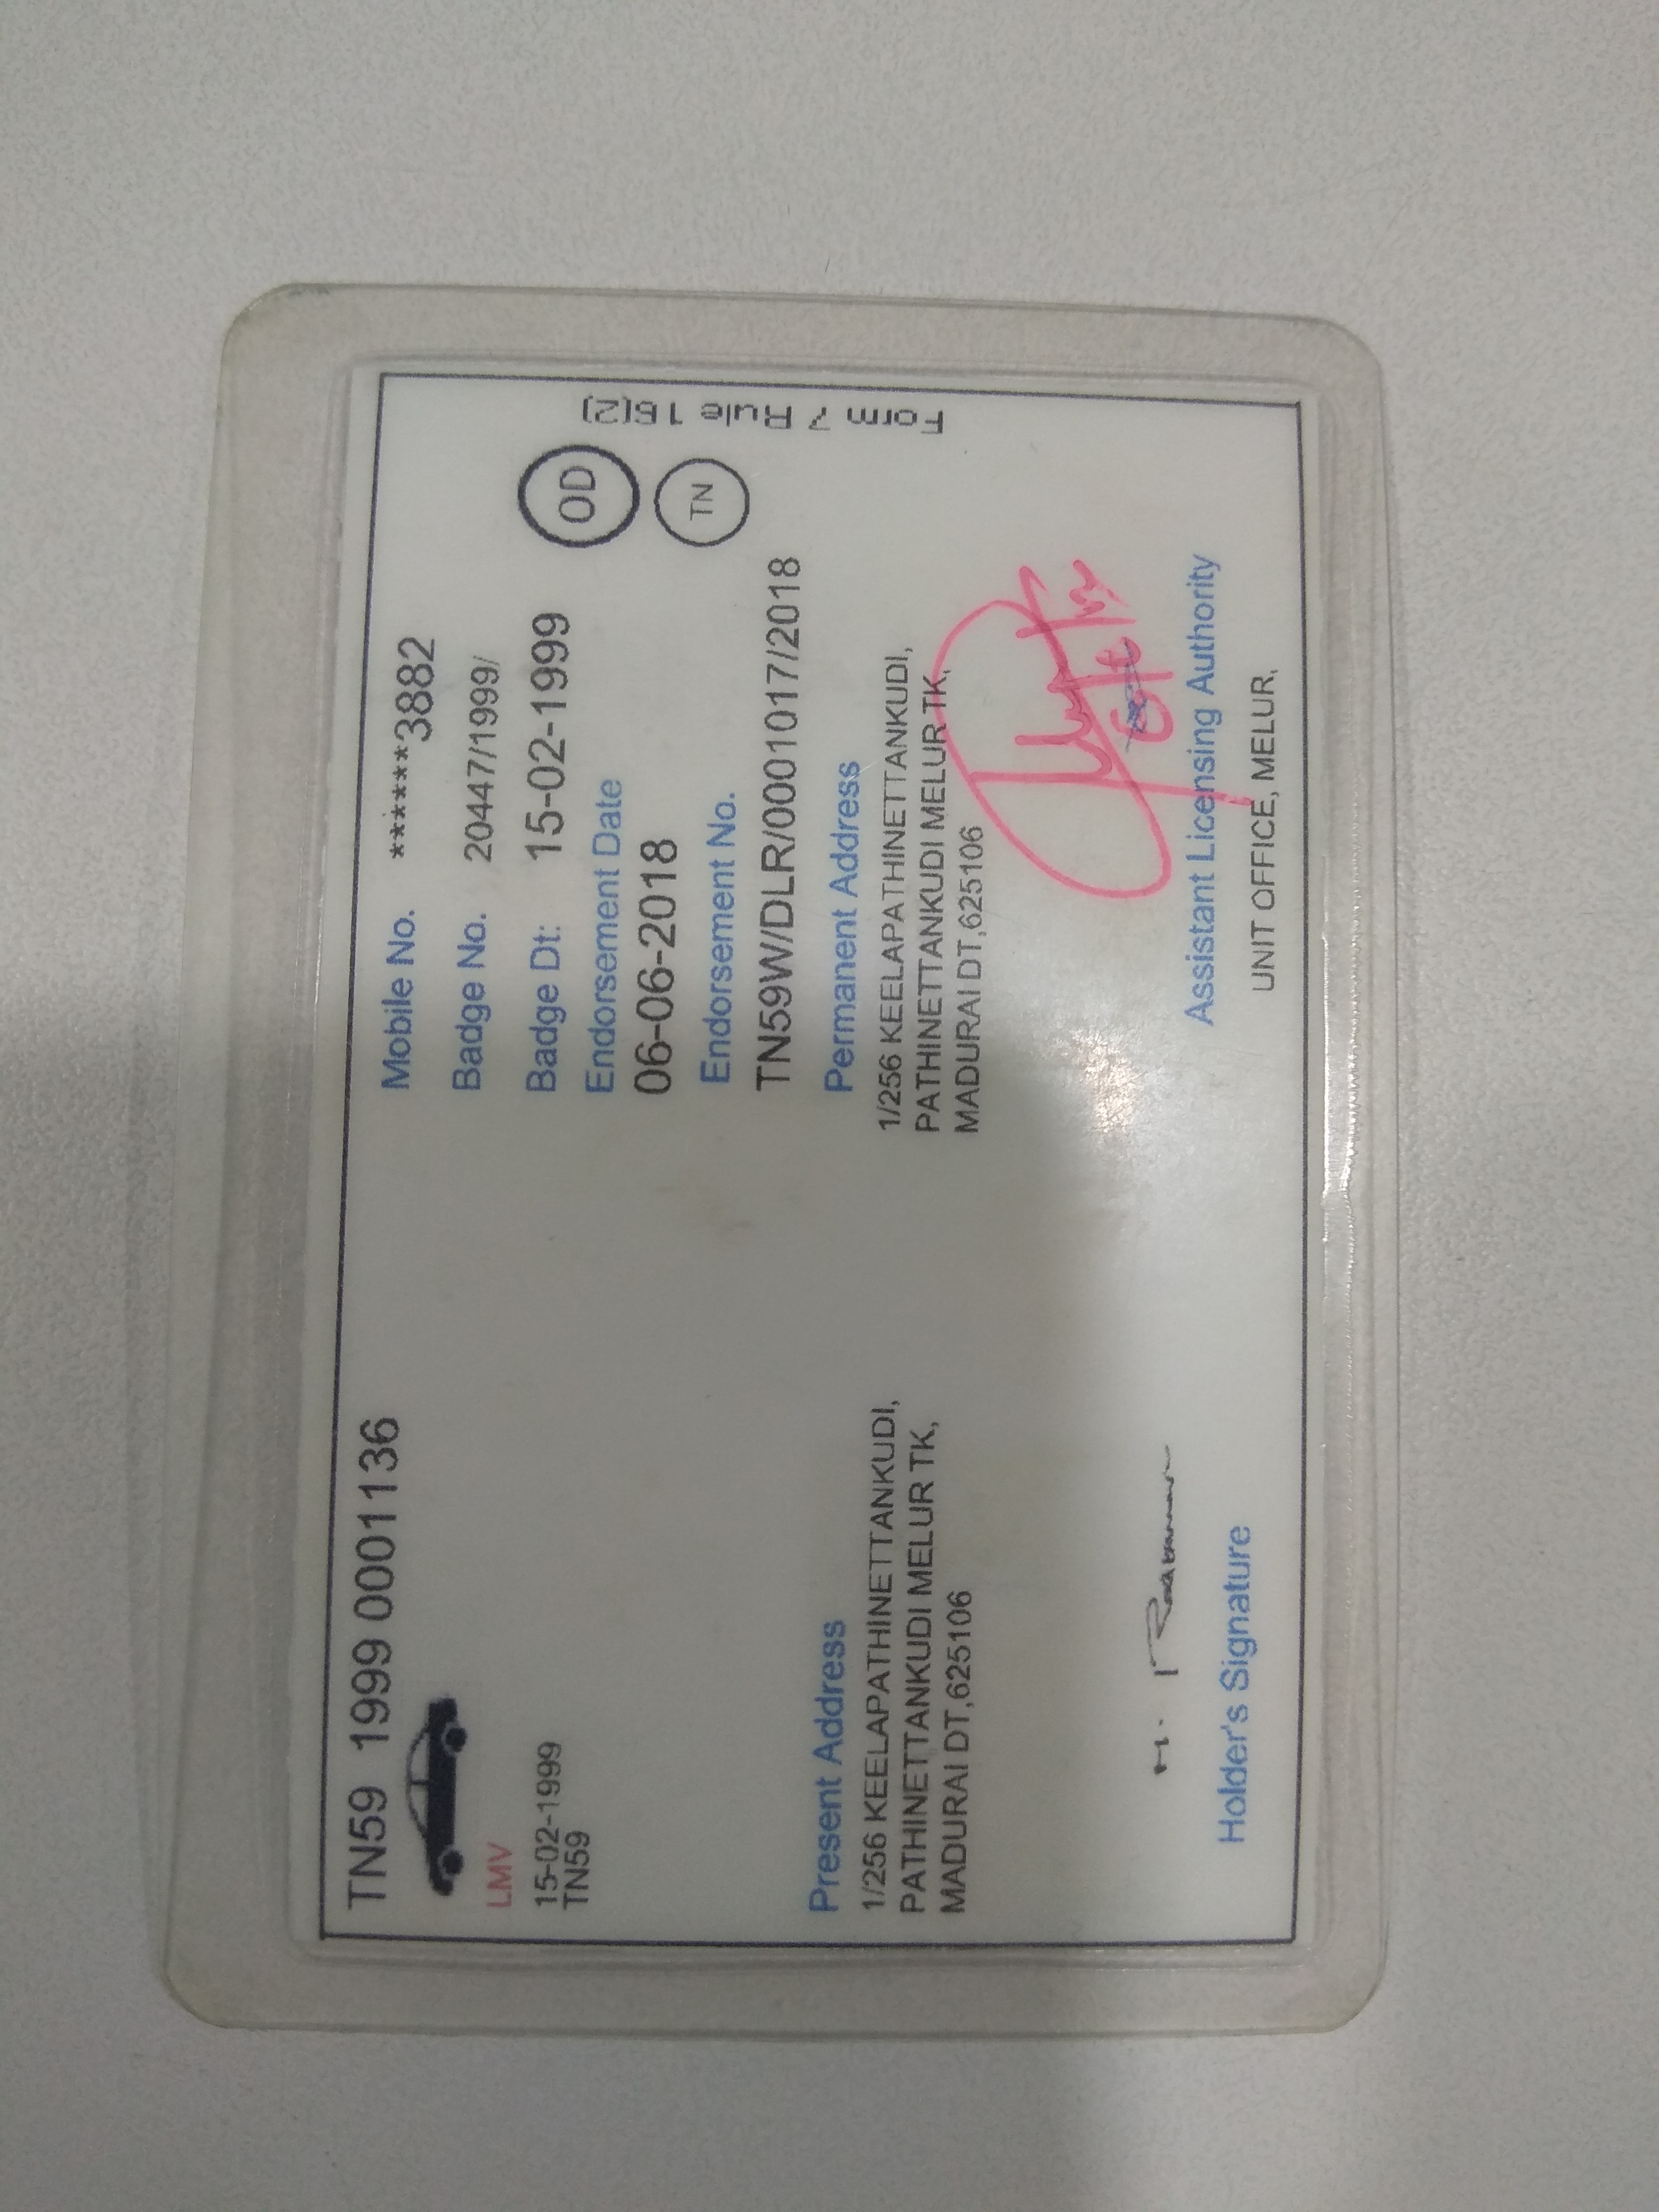 TN59 1999 0001136
LMV
15-02-1999
TN59
Mobile No. ******3882
Badge No. 20447/1999/
Badge Dt: 15-02-1999
Endorsement Date
06-06-2018
Endorsement No.
TN59W/DLR/0001017/2018
OD
TN
Form 7 Rule 16(2)
Present Address
1/256 KEELAPATHINETTANKUDI,
PATHINETTANKUDI MELUR TK,
MADURAI DT,625106
Permanent Address
1/256 KEELAPATHINETTANKUDI,
PATHINETTANKUDI MELUR TK,
MADURAI DT,625106
Holder's Signature
Assistant Licensing Authority
UNIT OFFICE, MELUR,